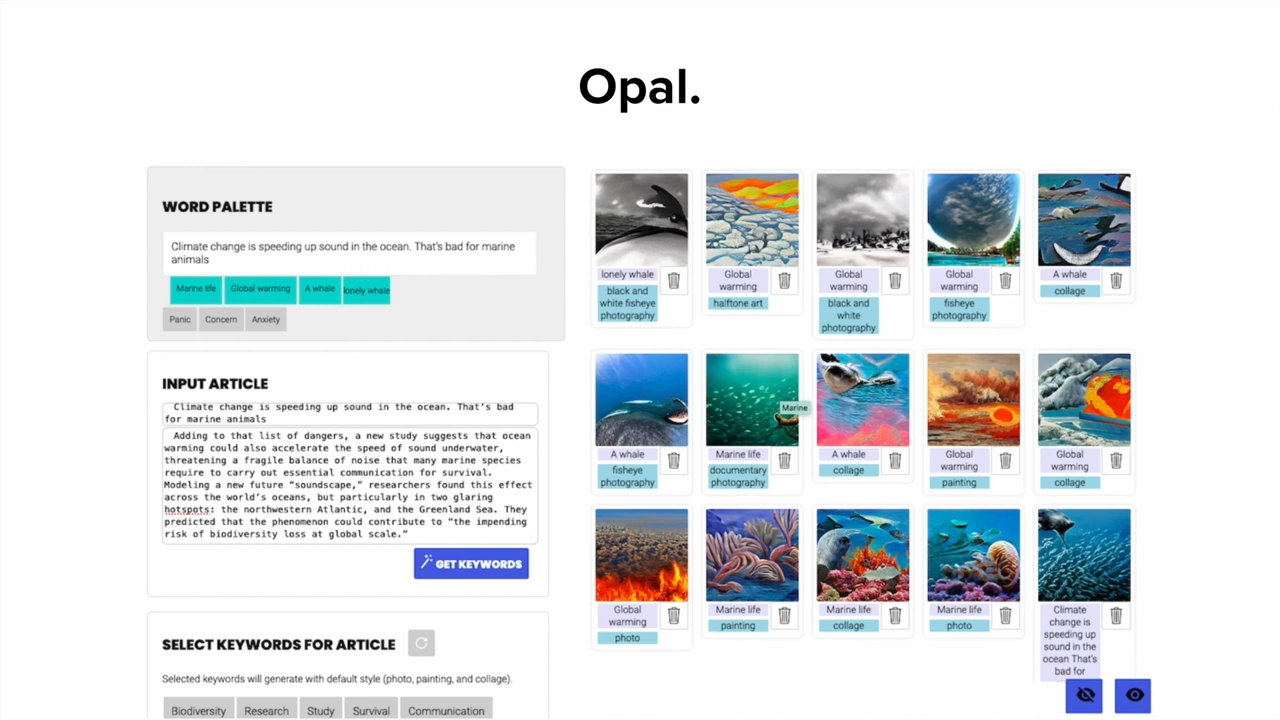 Opal.
WORD PALETTE
Climate change is speeding up sound in the ocean. That's bad for marine
animals
Marine life
Global warming
A whale
lonely whale
Panic
Concern
Anxiety
INPUT ARTICLE
Climate change is speeding up sound in the ocean. That's bad
for marine animals
Adding to that list of dangers, a new study suggests that ocean
warming could also accelerate the speed of sound underwater,
threatening a fragile balance of noise that many marine species
require to carry out essential communication for survival.
Modeling a new future "soundscape," researchers found this effect
across the world's oceans, but particularly in two glaring
hotspots: the northwestern Atlantic, and the Greenland Sea. They
predicted that the phenomenon could contribute to "the impending
risk of biodiversity loss at global scale."
GET KEYWORDS
SELECT KEYWORDS FOR ARTICLE
Selected keywords will generate with default style (photo, painting, and collage).
Biodiversity
Research
Study
Survival
Communication
lonely whale
black and
white fisheye
photography
Global
warming
halftone art
Global
warming
black and
white
photography
Global
warming
fisheye
photography
A whale
collage
A whale
fisheye
photography
Marine
Marine life
documentary
photography
A whale
collage
Global
warming
painting
Global
warming
collage
Global
warming
photo
Marine life
painting
Marine life
collage
Marine life
photo
Climate
change is
speeding up
sound in the
ocean That's
bad for